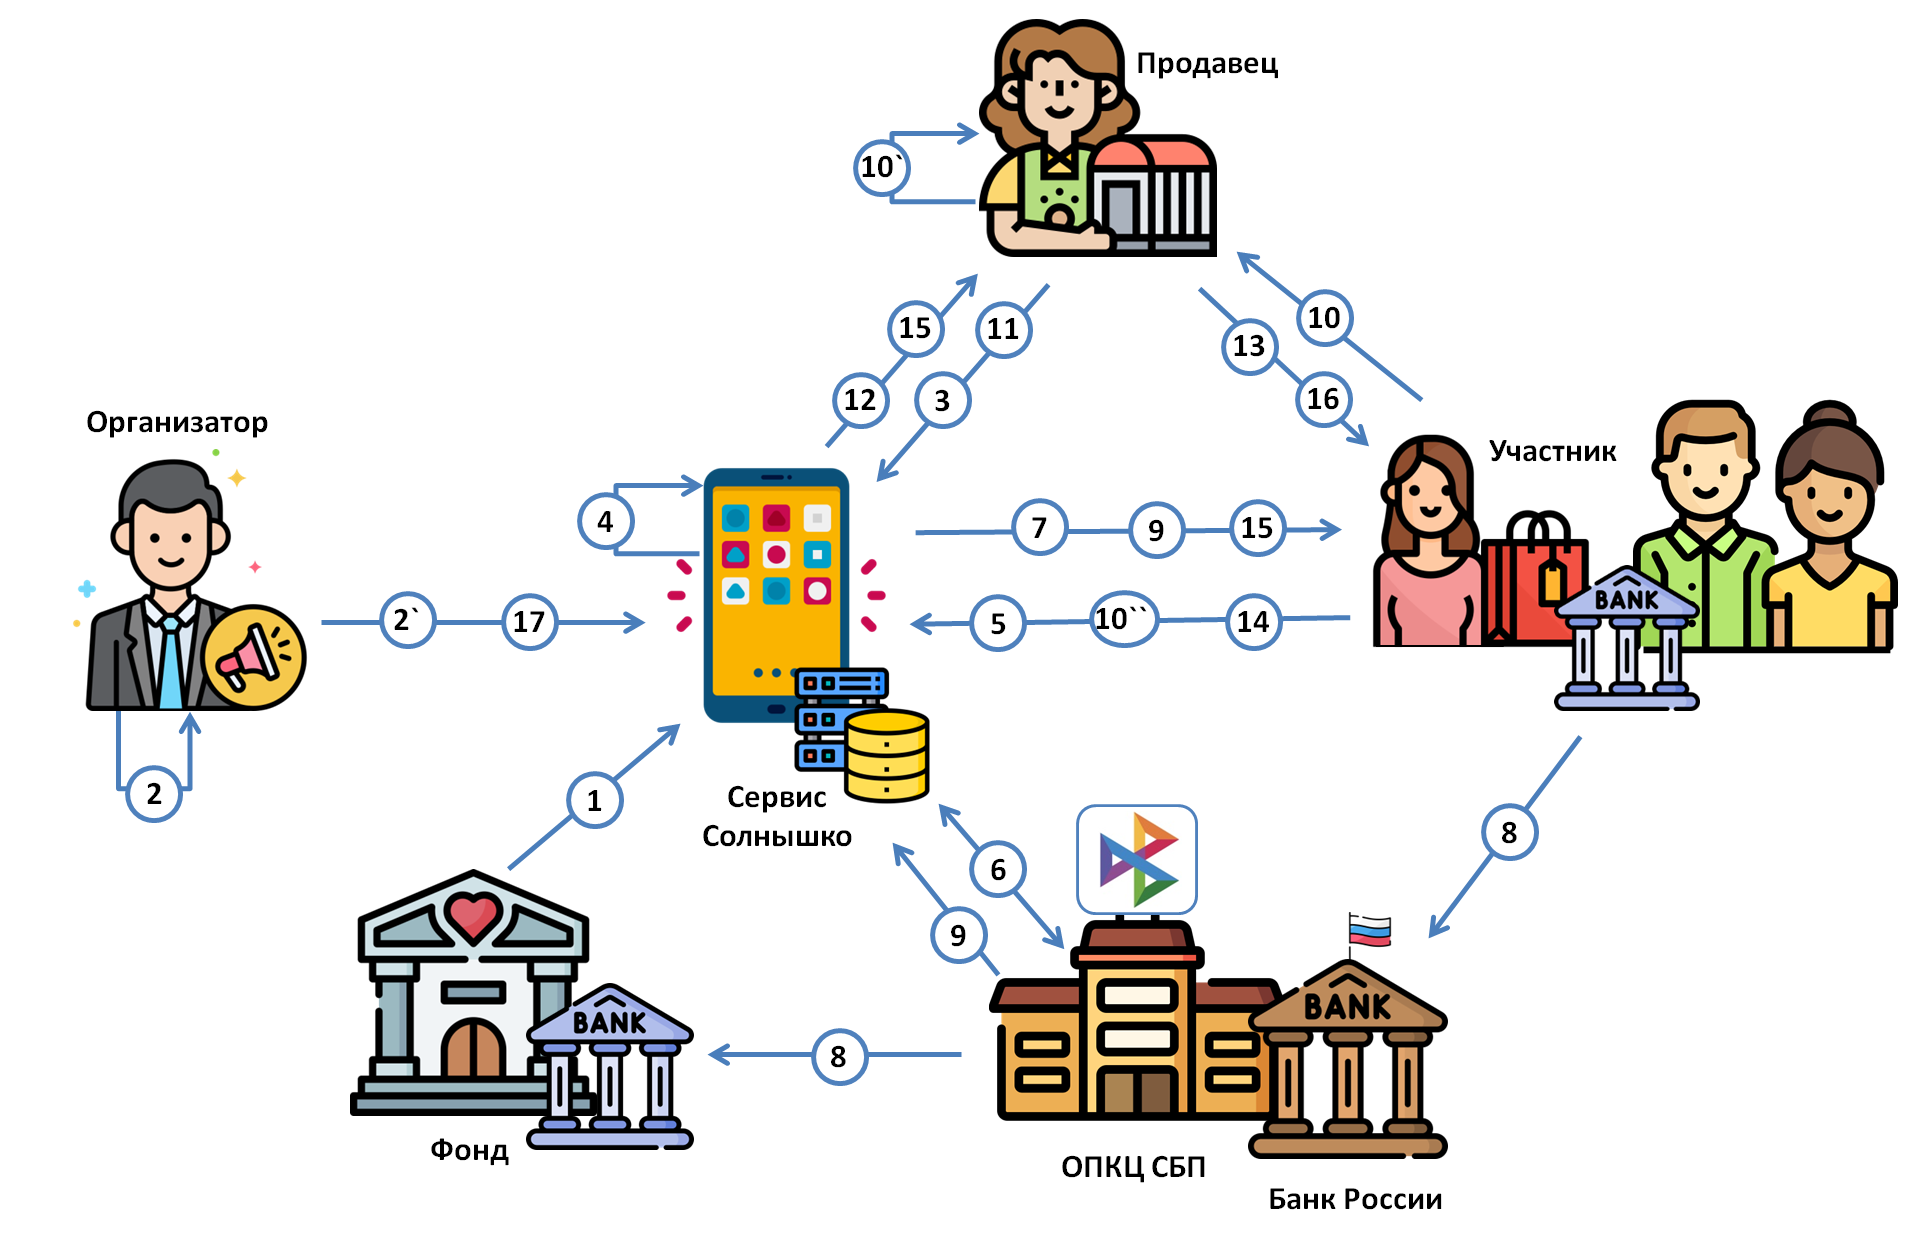 Продавец
10`
10
15
11
13
12
3
16
Организатор
Участник
4
7
9
15
BANK
2`
17
5
10``
14
2
1
Сервис
Солнышко
8
6
9
BANK
BANK
8
Фонд
ОПКЦ СБП
Банк России